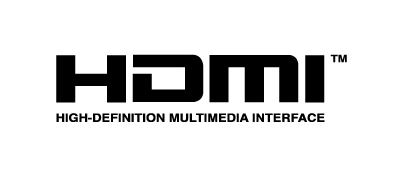 HDMI™
HIGH-DEFINITION MULTIMEDIA INTERFACE